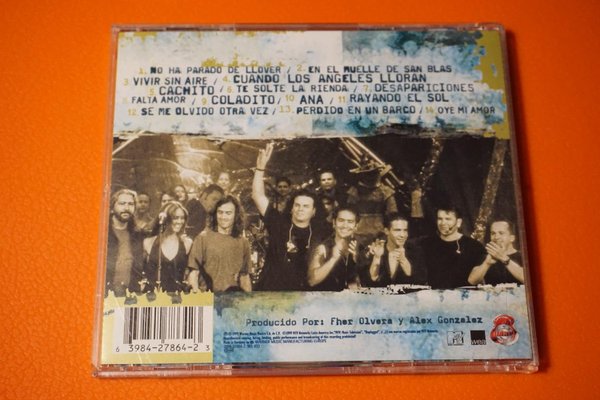 1. NO HA PARADO DE LLOVER / 2. EN EL MUELLE DE SAN BLAS
3. VIVIR SIN AIRE / 4. CUANDO LOS ANGELES LLORAN
5. CACHITO / 6. TE SOLTE LA RIENDA / 7. DESAPARICIONES
8. FALTA AMOR / 9 COLADITO / 10 ANA / 11 RAYANDO EL SOL
12. SE ME OLVIDO OTRA VEZ / 13. PERDIDO EN UN BARCO / 14 OYE MI AMOR
Producido Por: Fher Olvera y Alex Gonzalez
6 39842 7864-2 3
wea